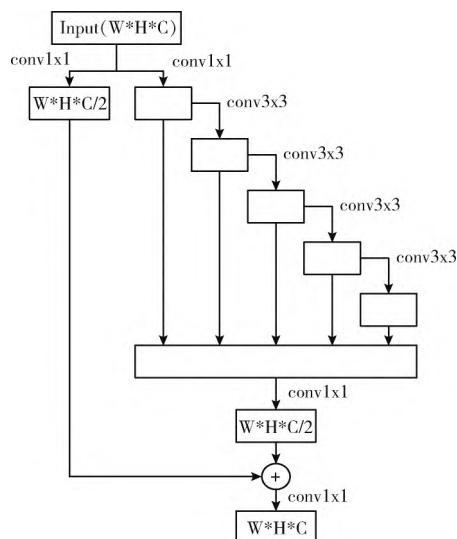 Input(W*H*C)
conv1x1
conv1x1
W*H*C/2
conv3x3
conv3x3
conv3x3
conv3x3
conv1x1
W*H*C/2
+
conv1x1
W*H*C